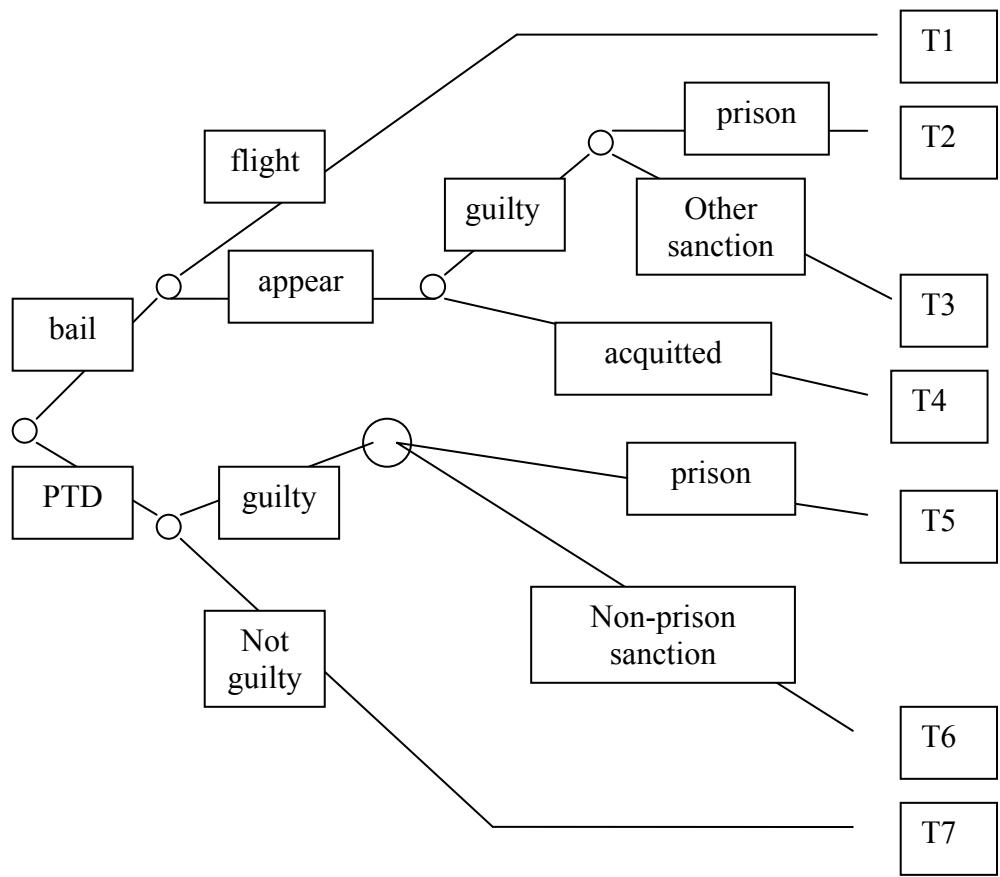 T1
prison
T2
flight
guilty
Other
sanction
appear
T3
bail
acquitted
T4
PTD
guilty
prison
T5
Non-prison
sanction
Not
guilty
T6
T7